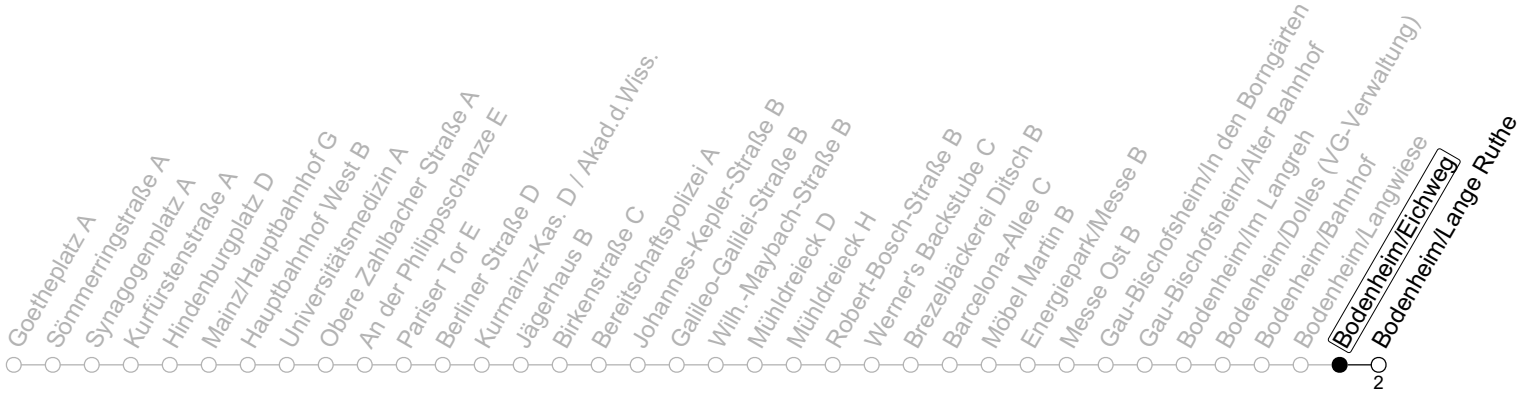 Goetheplatz A
Sömmerringstraße A
Synagogenplatz A
Kurfürstenstraße A
Hindenburgplatz D
Mainz/Hauptbahnhof G
Hauptbahnhof West B
Universitätsmedizin A
Obere Zahlbacher Straße A
An der Philippsschanze E
Pariser Tor E
Berliner Straße D
Kurmainz-Kas. D / Akad.d.Wiss.
Jägerhaus B
Birkenstraße C
Bereitschaftspolizei A
Johannes-Kepler-Straße B
Galileo-Galilei-Straße B
Wilh.-Maybach-Straße B
Mühldreieck D
Mühldreieck H
Robert-Bosch-Straße B
Werner's Backstube C
Brezelbäckerei Ditsch B
Barcelona-Allee C
Möbel Martin B
Energiepark/Messe B
Messe Ost B
Gau-Bischofsheim/In den Borngärten
Gau-Bischofsheim/Alter Bahnhof
Bodenheim/Im Langreh
Bodenheim/Dolles (VG-Verwaltung)
Bodenheim/Bahnhof
Bodenheim/Langwiese
Bodenheim/Eichweg
Bodenheim/Lange Ruthe
2